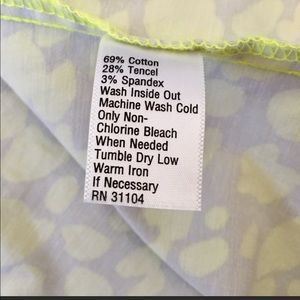 69% Cotton
28% Tencel
3% Spandex
Wash Inside Out
Machine Wash Cold
Only Non-
Chlorine Bleach
When Needed
Tumble Dry Low
Warm Iron
If Necessary
RN 31104